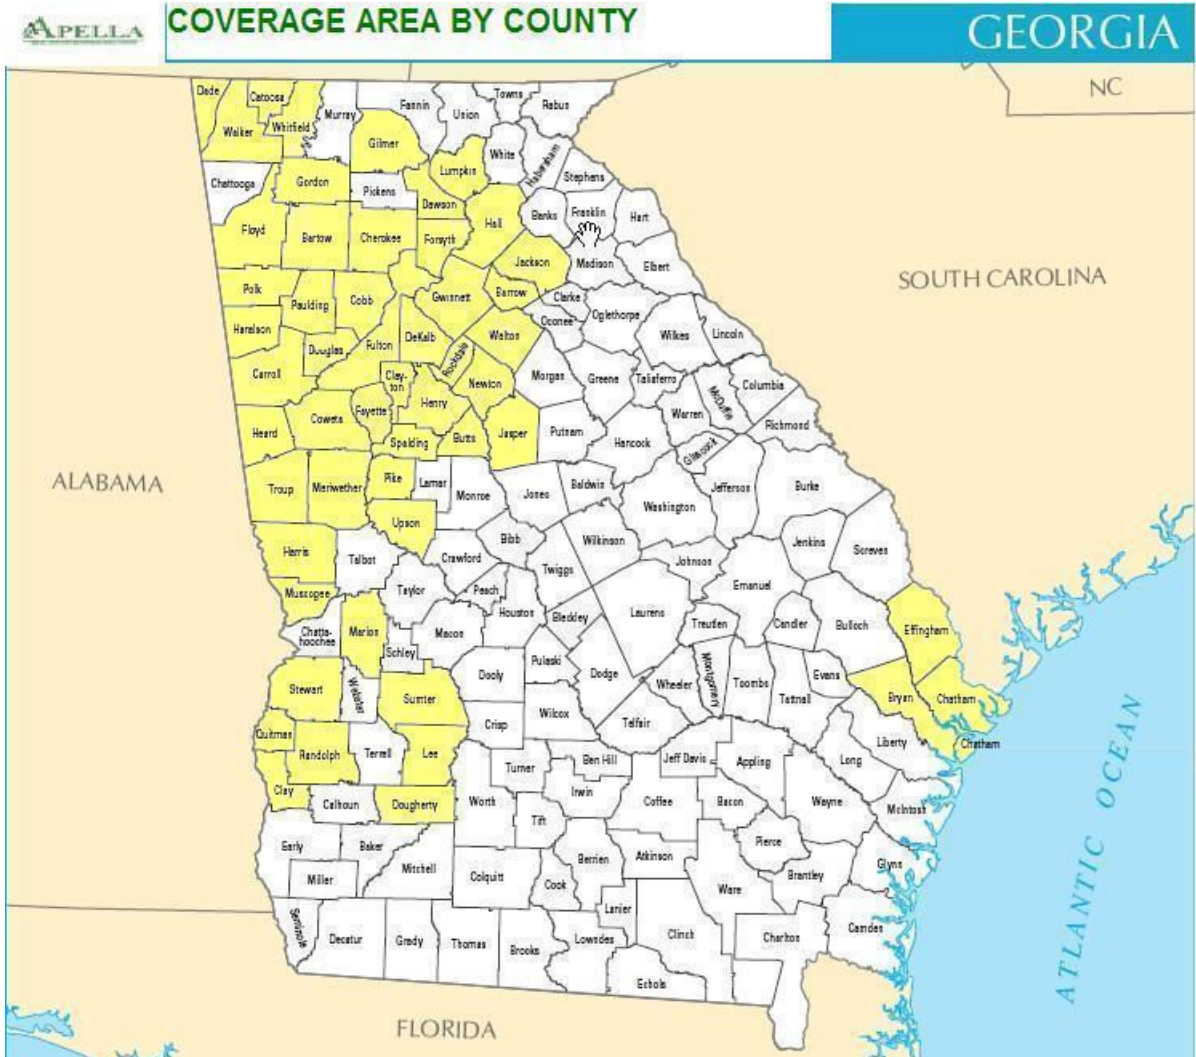 APELLA
COVERAGE AREA BY COUNTY
GEORGIA
NC
SOUTH CAROLINA
ALABAMA
FLORIDA
ATLANTIC OCEAN
Dade
Catoosa
Whitfield
Walker
Murray
Fannin
Union
Towns
Rabun
Gilmer
White
Habersham
Stephens
Lumpkin
Chattooga
Gordon
Pickens
Dawson
Hall
Banks
Franklin
Hart
Floyd
Bartow
Cherokee
Forsyth
Jackson
Madison
Elbert
Polk
Paulding
Cobb
Gwinnett
Barrow
Clarke
Oconee
Oglethorpe
Wilkes
Lincoln
Haralson
Douglas
Fulton
DeKalb
Rockdale
Walton
Carroll
Clay-
ton
Newton
Morgan
Greene
Taliaferro
McDuffie
Columbia
Warren
Richmond
Coweta
Fayette
Henry
Heard
Spalding
Butts
Jasper
Putnam
Hancock
Glascock
Troup
Meriwether
Pike
Lamar
Monroe
Jones
Baldwin
Washington
Jefferson
Burke
Upson
Harris
Talbot
Crawford
Bibb
Wilkinson
Twiggs
Johnson
Jenkins
Screven
Emanuel
Muscogee
Taylor
Peach
Houston
Bleckley
Laurens
Treutlen
Candler
Bulloch
Effingham
Chatta-
hoochee
Marion
Schley
Macon
Dooly
Pulaski
Dodge
Wheeler
Montgomery
Toombs
Tattnall
Evans
Bryan
Chatham
Chatham
Stewart
Webster
Sumter
Crisp
Wilcox
Telfair
Liberty
Quitman
Randolph
Terrell
Lee
Turner
Ben Hill
Jeff Davis
Appling
Long
Clay
Calhoun
Dougherty
Worth
Irwin
Coffee
Bacon
Wayne
McIntosh
Tift
Pierce
Early
Baker
Mitchell
Berrien
Atkinson
Brantley
Glynn
Miller
Colquitt
Cook
Ware
Lanier
Seminole
Decatur
Grady
Thomas
Brooks
Lowndes
Clinch
Charlton
Camden
Echols